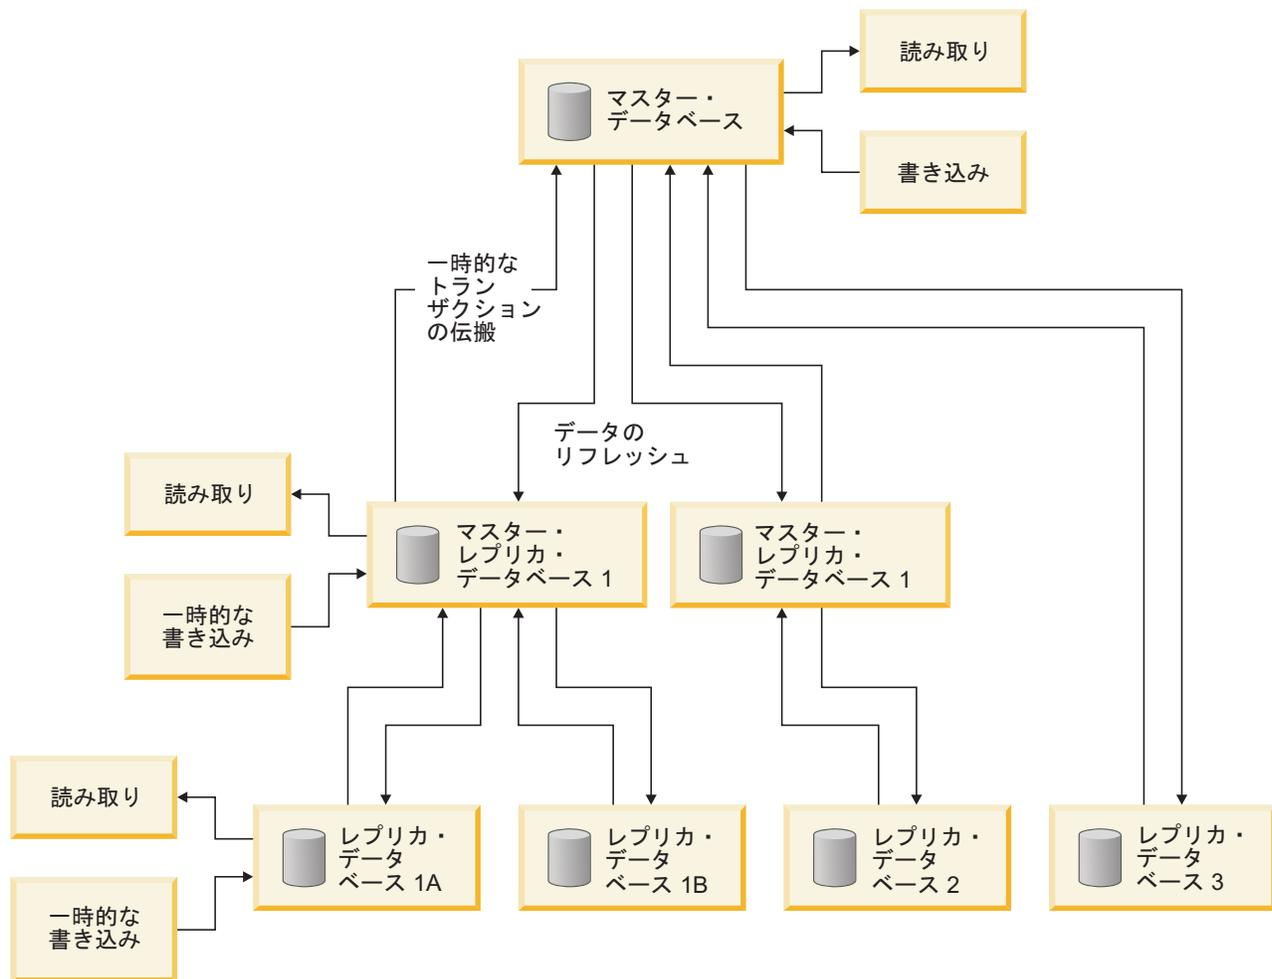 読み取り
マスター・
データベース
書き込み
一時的な
トラン
ザクション
の伝搬
データの
リフレッシュ
読み取り
マスター・
レプリカ・
データベース 1
マスター・
レプリカ・
データベース 1
一時的な
書き込み
読み取り
レプリカ・
データ
ベース 1A
レプリカ・
データ
ベース 1B
レプリカ・
データ
ベース 2
レプリカ・
データ
ベース 3
一時的な
書き込み